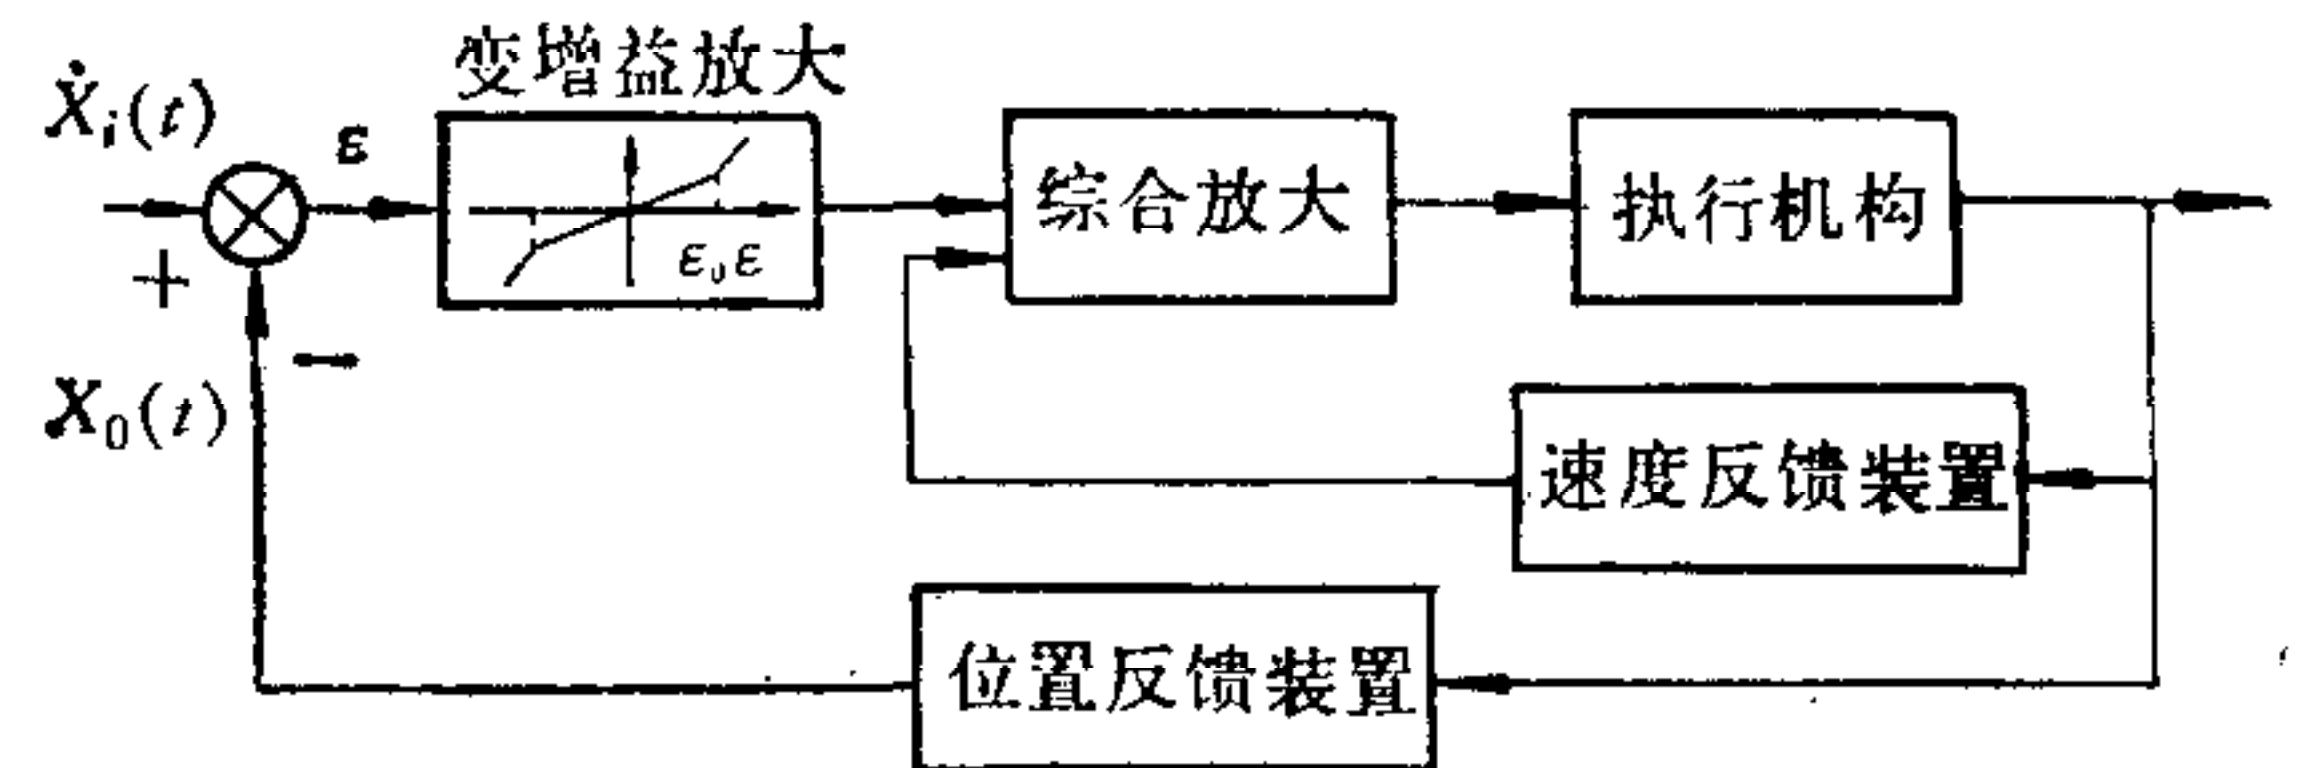 变增益放大
Ẋi(t)
ε
综合放大
执行机构
ε₀ε
+
−
X₀(t)
速度反馈装置
位置反馈装置